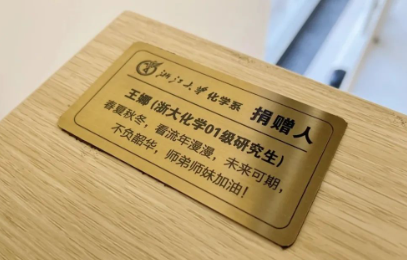 浙江大学 化学系 捐赠人
王娜(浙大化学01级研究生)
春夏秋冬，看流年漫漫，未来可期，
不负韶华，师弟师妹加油！